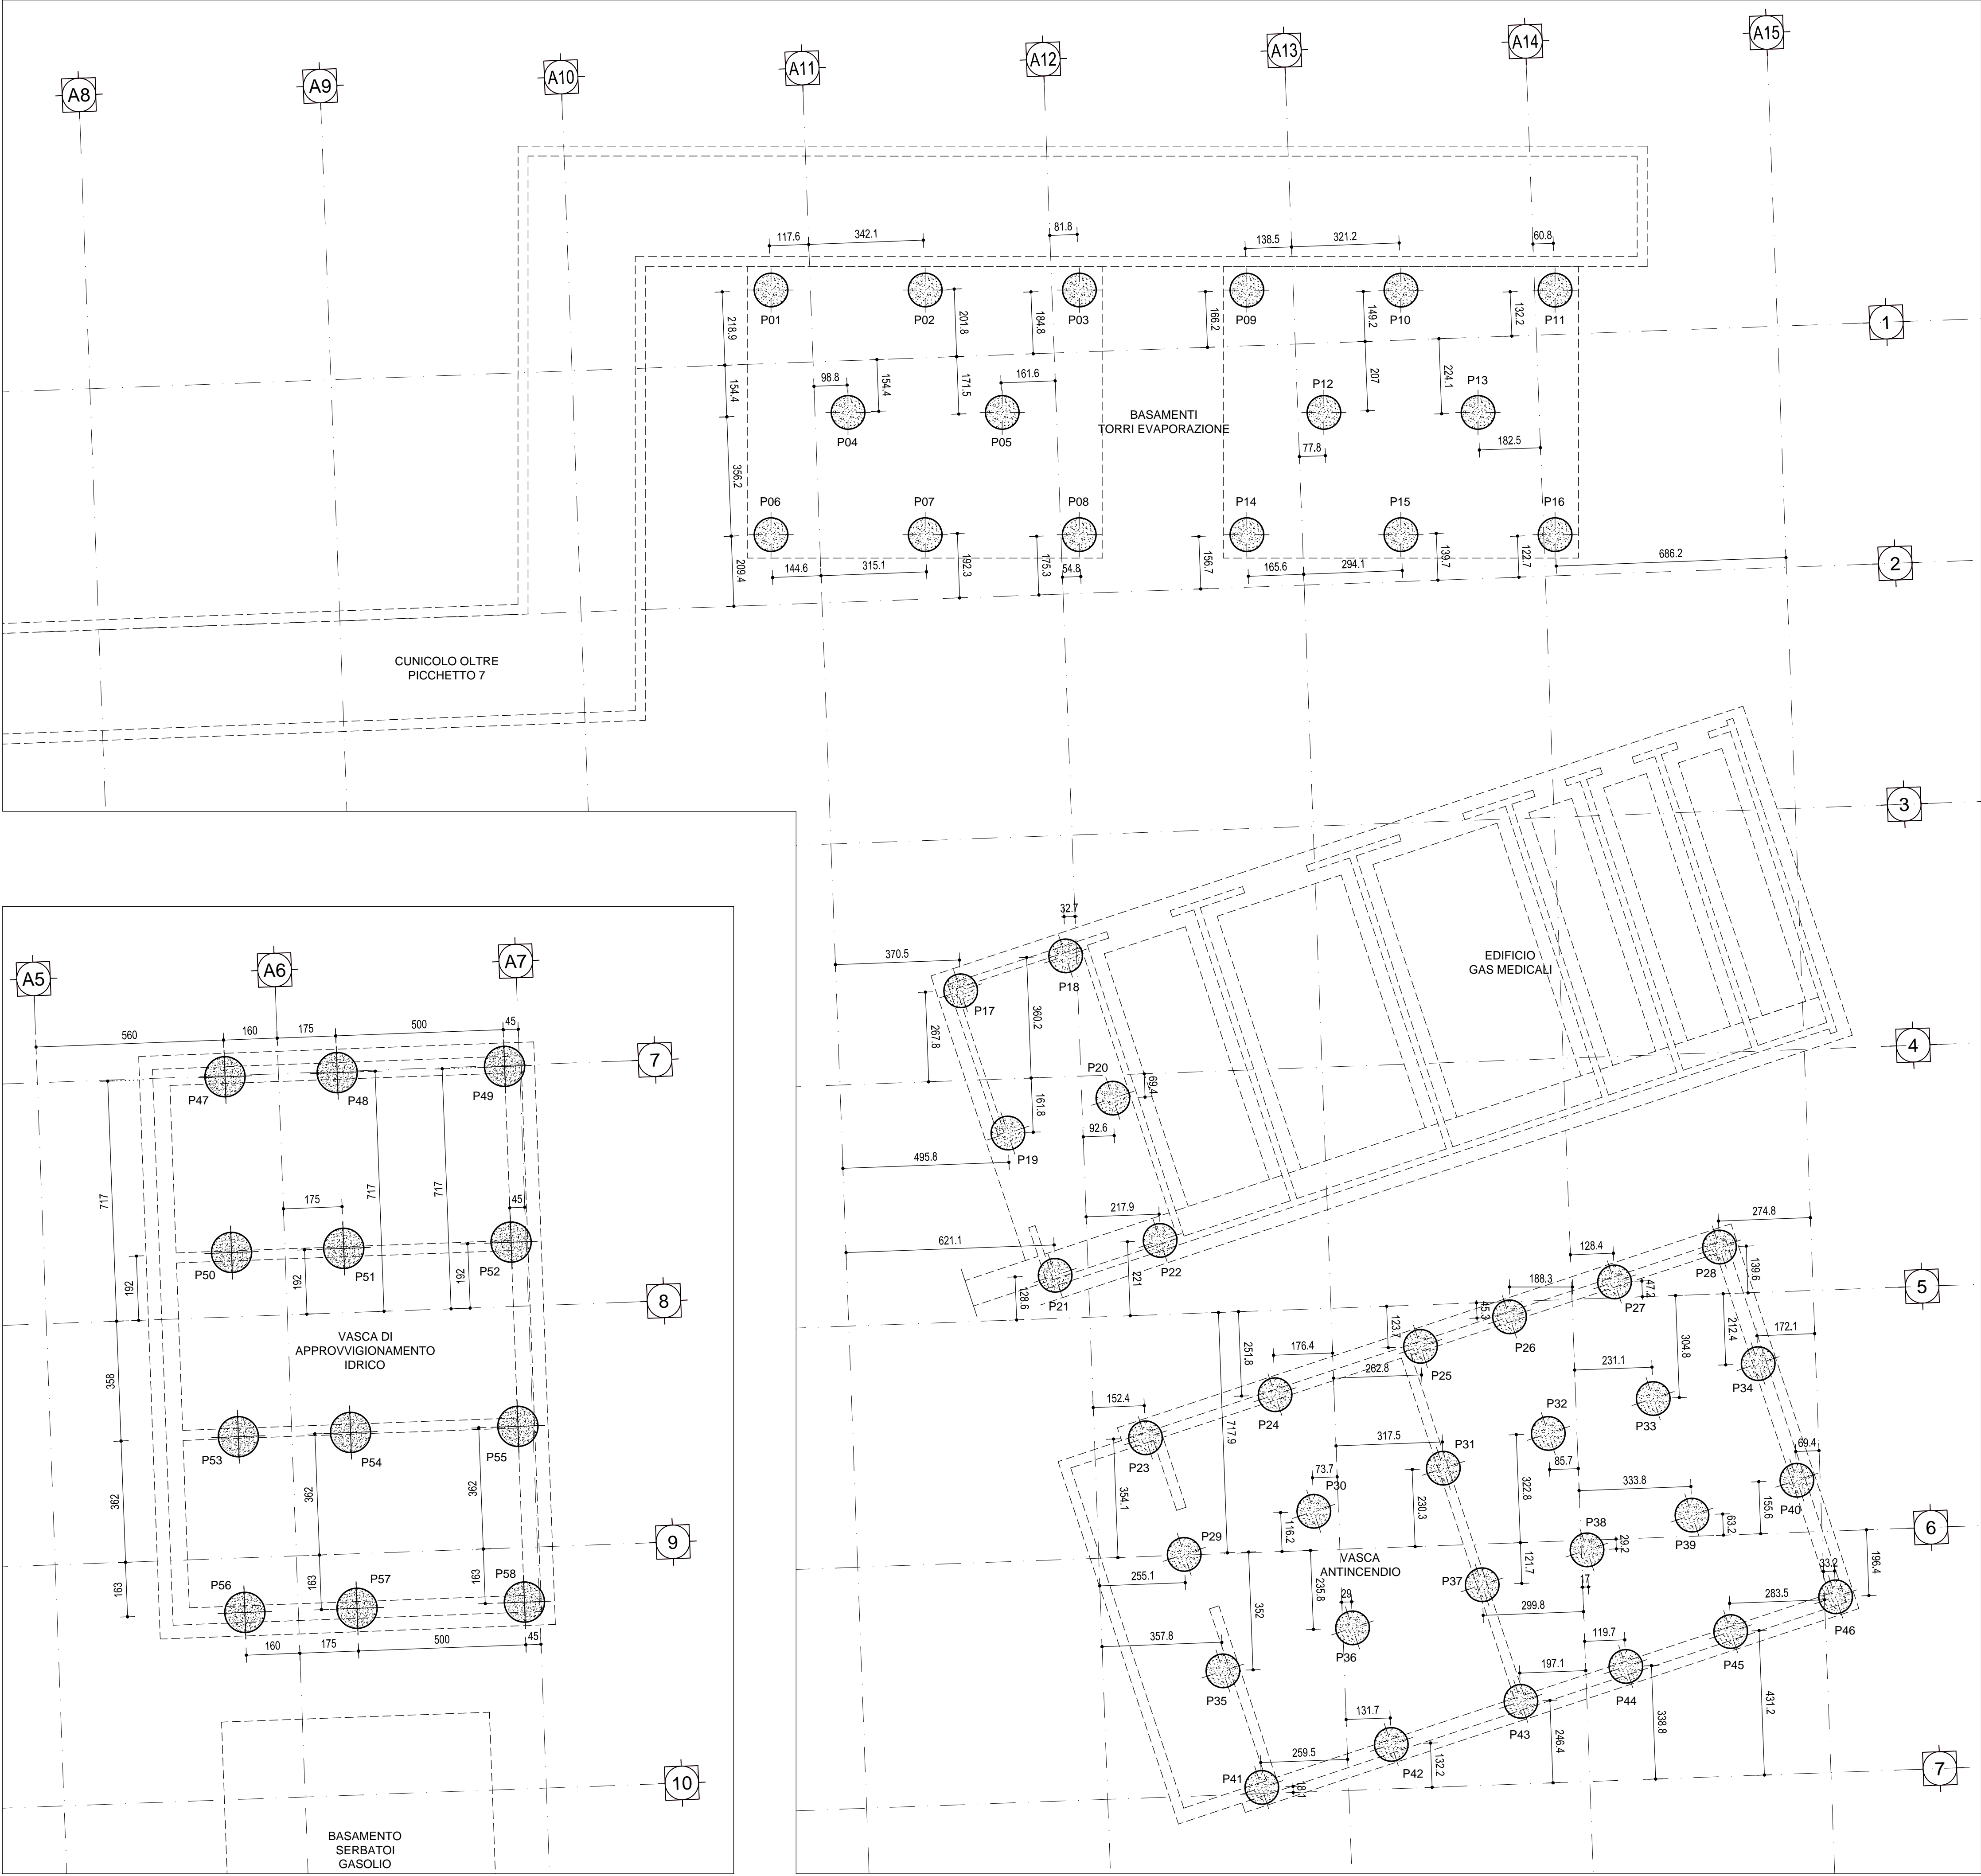 A8
A9
A10
A11
A12
A13
A14
A15
117.6
342.1
81.8
138.5
321.2
60.8
P01
P02
P03
P09
P10
P11
218.9
201.8
184.8
166.2
149.2
132.2
1
154.4
98.8
154.4
171.5
161.6
207
224.1
P12
P13
P04
P05
BASAMENTI
TORRI EVAPORAZIONE
77.8
182.5
356.2
P06
P07
P08
P14
P15
P16
209.4
144.6
315.1
192.3
175.3
54.8
156.7
165.6
294.1
139.7
122.7
686.2
2
CUNICOLO OLTRE
PICCHETTO 7
3
32.7
370.5
P18
P17
267.8
360.2
EDIFICIO
GAS MEDICALI
4
P20
69.4
161.8
92.6
P19
495.8
217.9
621.1
P22
221
P21
128.6
274.8
128.4
P28
139.6
188.3
47.2
P27
5
45.3
P26
123.7
251.8
176.4
P25
262.8
212.4
172.1
304.8
P34
231.1
P33
152.4
P24
717.9
P32
P23
317.5
P31
85.7
69.4
354.1
73.7
P30
230.3
322.8
333.8
P40
155.6
116.2
63.2
P39
P29
P38
29.2
6
VASCA
ANTINCENDIO
255.1
P37
121.7
17
33.2
196.4
235.8
29
299.8
283.5
P46
352
P36
119.7
P45
357.8
197.1
P44
P35
431.2
338.8
131.7
P43
246.4
259.5
P42
132.2
P41
18.1
7
A5
A6
A7
560
160
175
500
45
7
P47
P48
P49
717
717
717
175
45
P50
P51
P52
192
192
192
8
VASCA DI
APPROVVIGIONAMENTO
IDRICO
358
P53
P54
P55
362
362
362
9
P56
P57
P58
163
163
163
160
175
500
45
10
BASAMENTO
SERBATOI
GASOLIO